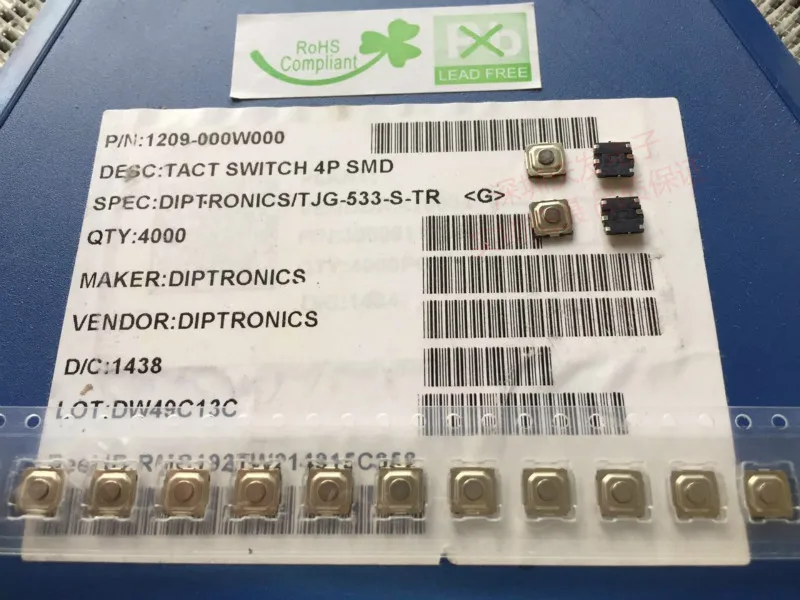 RoHS
Compliant
Pb
LEAD FREE
P/N:1209-000W000
DESC:TACT SWITCH 4P SMD
SPEC:DIPTRONICS/TJG-533-S-TR <G>
QTY:4000
MAKER:DIPTRONICS
VENDOR:DIPTRONICS
D/C:1438
LOT:DW49C13C